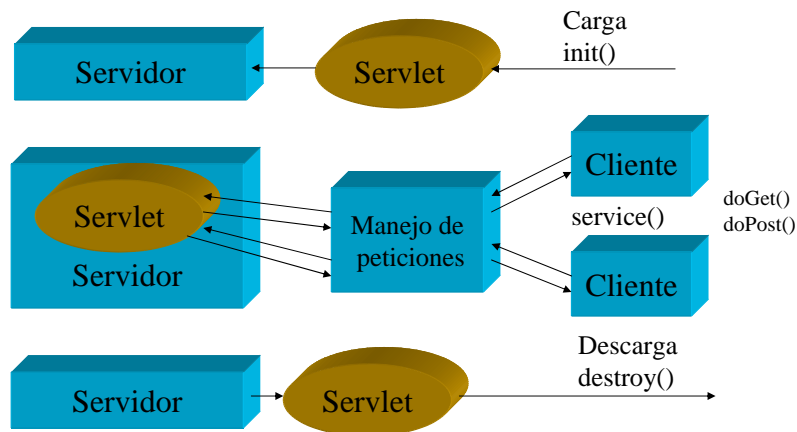 Carga
init()
Servidor
Servlet
Cliente
Servlet
Manejo de
peticiones
service()
doGet()
doPost()
Servidor
Cliente
Descarga
destroy()
Servidor
Servlet